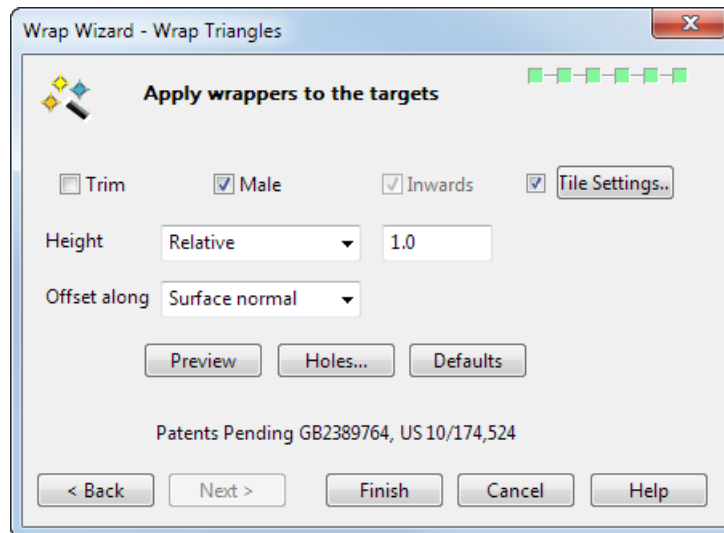 Wrap Wizard - Wrap Triangles
X
Apply wrappers to the targets
Trim Male Inwards Tile Settings..
Height Relative 1.0
Offset along Surface normal
Preview Holes... Defaults
Patents Pending GB2389764, US 10/174,524
< Back Next > Finish Cancel Help